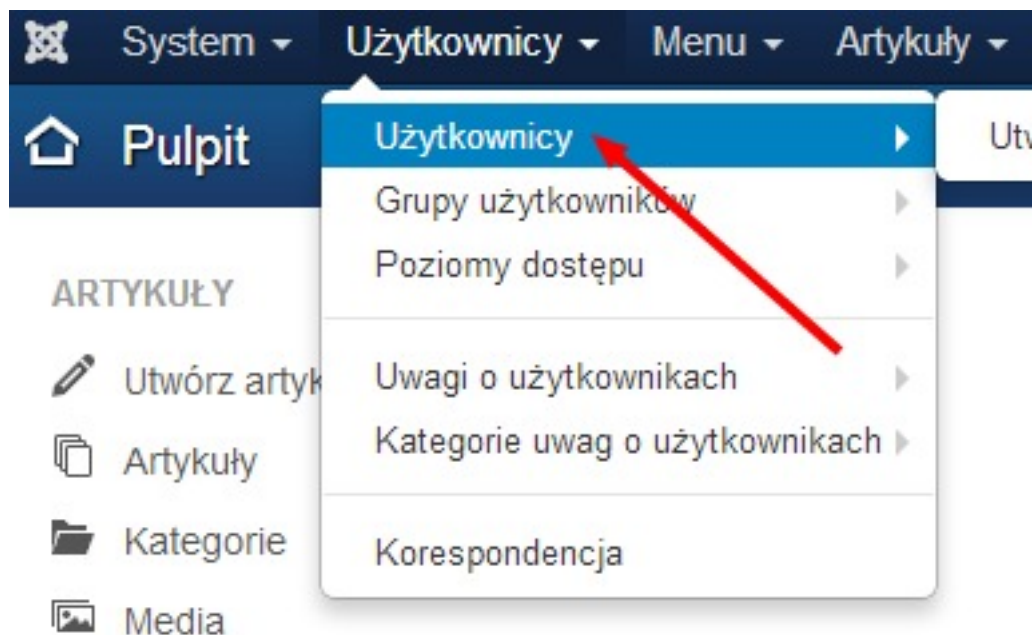 System Użytkownicy Menu Artykuły
Pulpit
Użytkownicy
Grupy użytkowników
Poziomy dostępu
Uwagi o użytkownikach
Kategorie uwag o użytkownikach
Korespondencja
ARTYKUŁY
Utwórz
Artykuły
Kategorie
Media